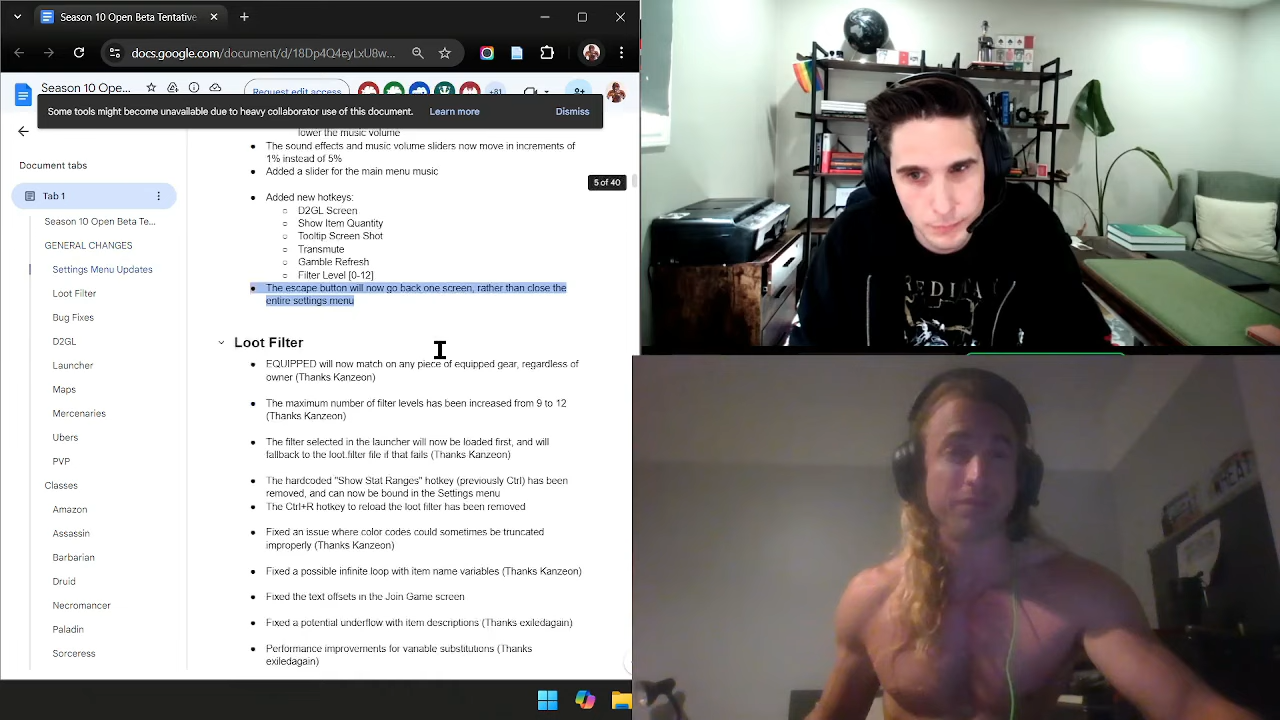 Season 10 Open Beta Tentative
docs.google.com/document/d/18Dp4Q4eyLxU8w...
Season 10 Ope...
Request edit access
+81
Some tools might become unavailable due to heavy collaborative use of this document.
Learn more
Dismiss
Document tabs
Tab 1
Season 10 Open Beta Te...
GENERAL CHANGES
Settings Menu Updates
Loot Filter
Bug Fixes
D2GL
Launcher
Maps
Mercenaries
Ubers
PVP
Classes
Amazon
Assassin
Barbarian
Druid
Necromancer
Paladin
Sorceress
lower the music volume
The sound effects and music volume sliders now move in increments of
1% instead of 5%
Added a slider for the main menu music
Added new hotkeys:
D2GL Screen
Show Item Quantity
Tooltip Screen Shot
Transmute
Gamble Refresh
Filter Level [0-12]
The escape button will now go back one screen, rather than close the
entire settings menu
5 of 40
Loot Filter
EQUIPPED will now match on any piece of equipped gear, regardless of
owner (Thanks Kanzeon)
The maximum number of filter levels has been increased from 9 to 12
(Thanks Kanzeon)
The filter selected in the launcher will now be loaded first, and will
fallback to the loot.filter file if that fails (Thanks Kanzeon)
The hardcoded "Show Stat Ranges" hotkey (previously Ctrl) has been
removed, and can now be bound in the Settings menu
The Ctrl+R hotkey to reload the loot filter has been removed
Fixed an issue where color codes could sometimes be truncated
improperly (Thanks Kanzeon)
Fixed a possible infinite loop with item name variables (Thanks Kanzeon)
Fixed the text offsets in the Join Game screen
Fixed a potential underflow with item descriptions (Thanks exiledagain)
Performance improvements for variable substitutions (Thanks
exiledagain)